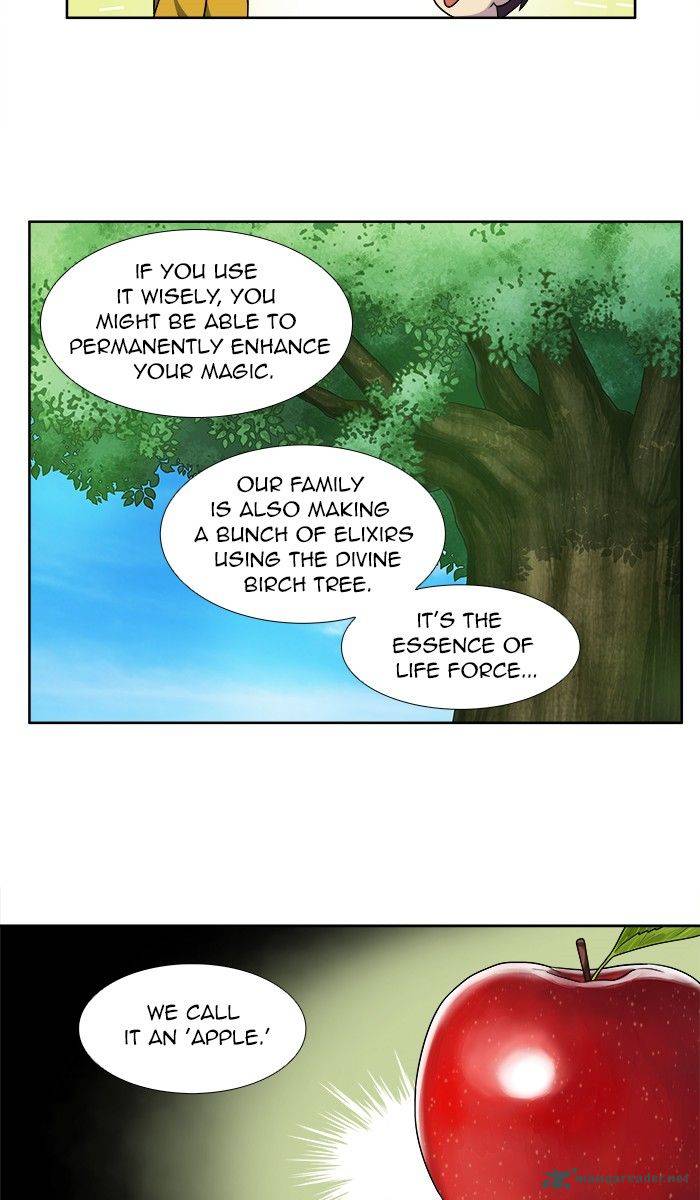 IF YOU USE
IT WISELY, YOU
MIGHT BE ABLE TO
PERMANENTLY ENHANCE
YOUR MAGIC.
OUR FAMILY
IS ALSO MAKING
A BUNCH OF ELIXIRS
USING THE DIVINE
BIRCH TREE.
IT'S THE
ESSENCE OF
LIFE FORCE...
WE CALL
IT AN 'APPLE.'
mangareader.net